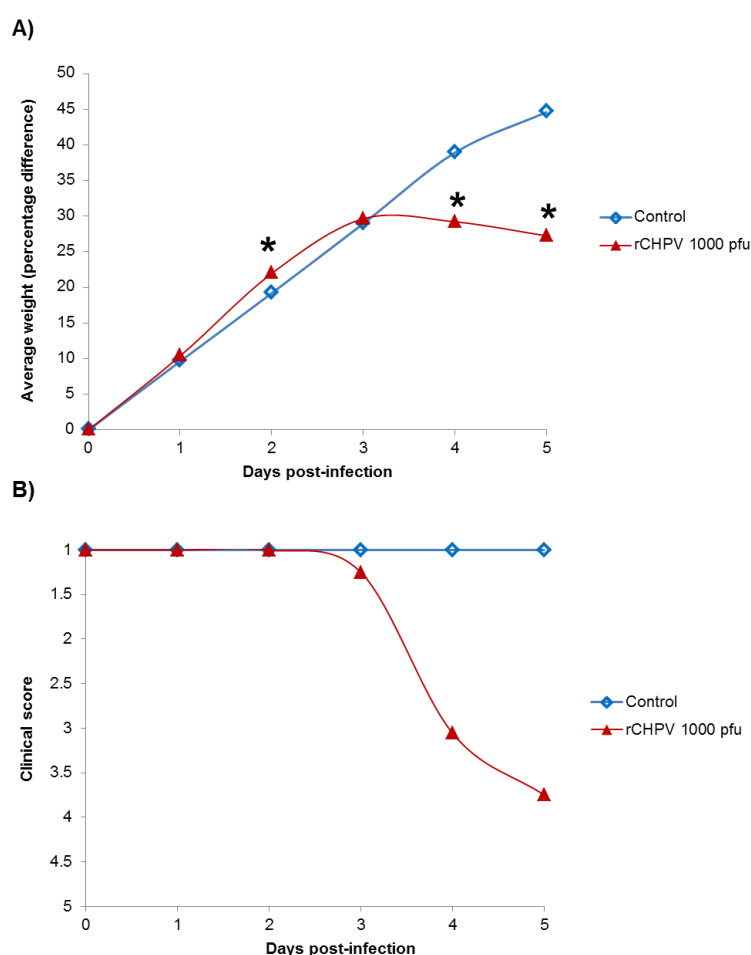 A)
50
45
40
35
30
25
20
15
10
5
0
Average weight (percentage difference)
*
*
*
0 1 2 3 4 5
Days post-infection
Control
rCHPV 1000 pfu
B)
1
1.5
2
2.5
3
3.5
4
4.5
5
Clinical score
0 1 2 3 4 5
Days post-infection
Control
rCHPV 1000 pfu